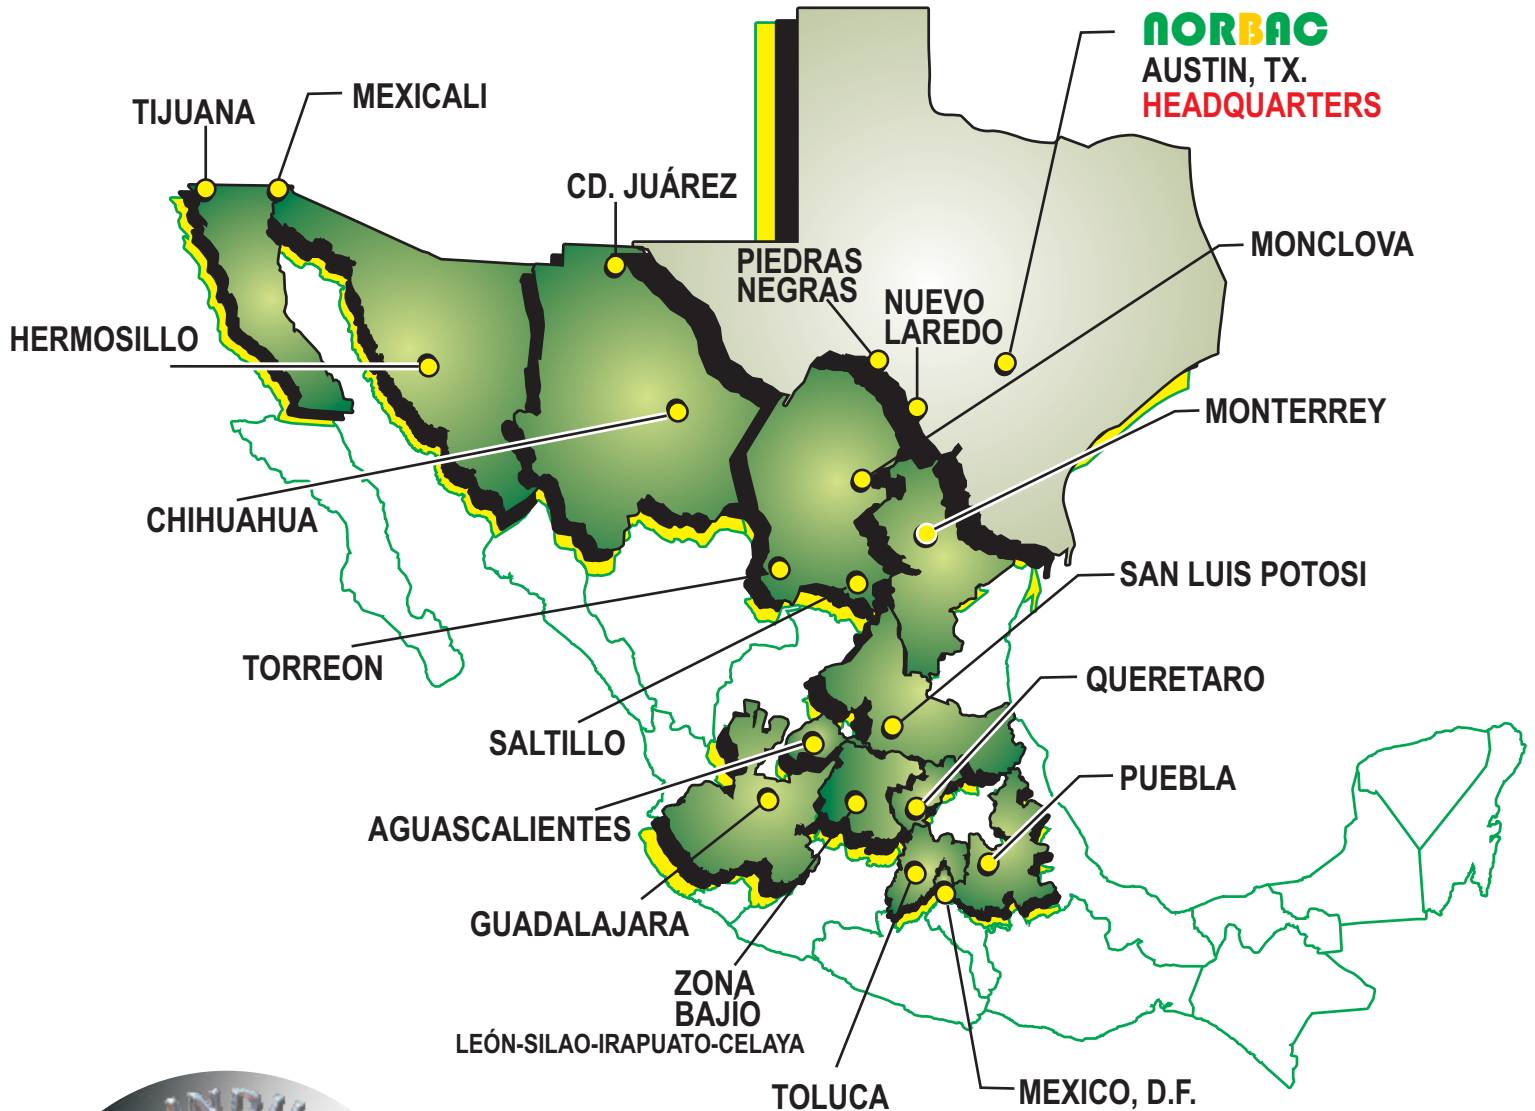 NORBAC
AUSTIN, TX.
HEADQUARTERS
TIJUANA
MEXICALI
CD. JUÁREZ
PIEDRAS
NEGRAS
NUEVO
LAREDO
MONCLOVA
HERMOSILLO
MONTERREY
CHIHUAHUA
SAN LUIS POTOSI
TORREON
QUERETARO
SALTILLO
PUEBLA
AGUASCALIENTES
GUADALAJARA
ZONA
BAJÍO
LEÓN-SILAO-IRAPUATO-CELAYA
TOLUCA
MEXICO, D.F.